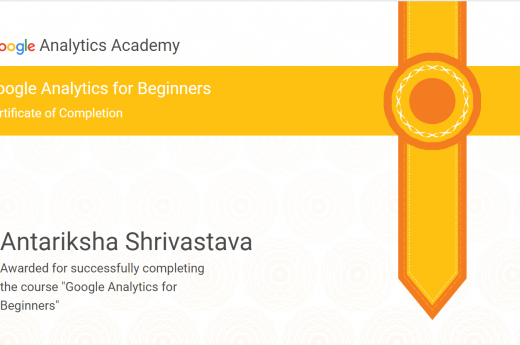 oogle Analytics Academy
oogle Analytics for Beginners
ertificate of Completion
Antariksha Shrivastava
Awarded for successfully completing
the course "Google Analytics for
Beginners"